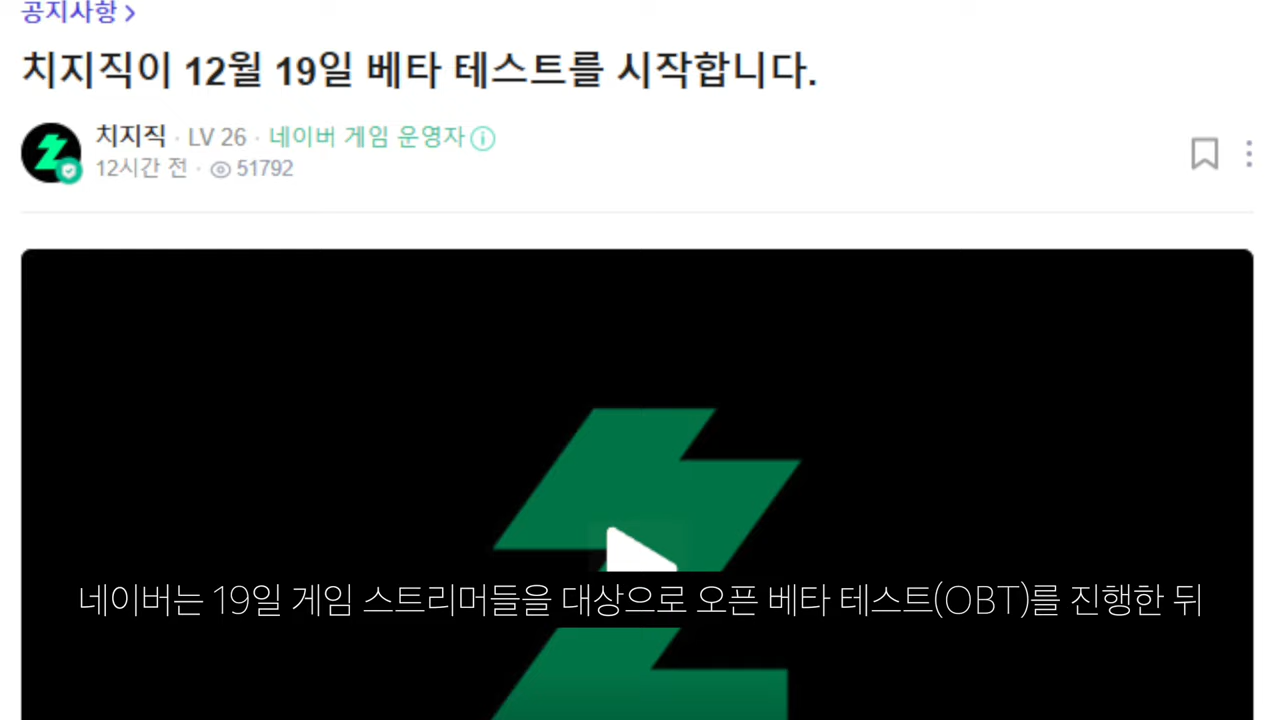 공지사항 >
치지직이 12월 19일 베타 테스트를 시작합니다.
치지직 · LV 26 · 네이버 게임 운영자
12시간 전 · 51792
네이버는 19일 게임 스트리머들을 대상으로 오픈 베타 테스트(OBT)를 진행한 뒤